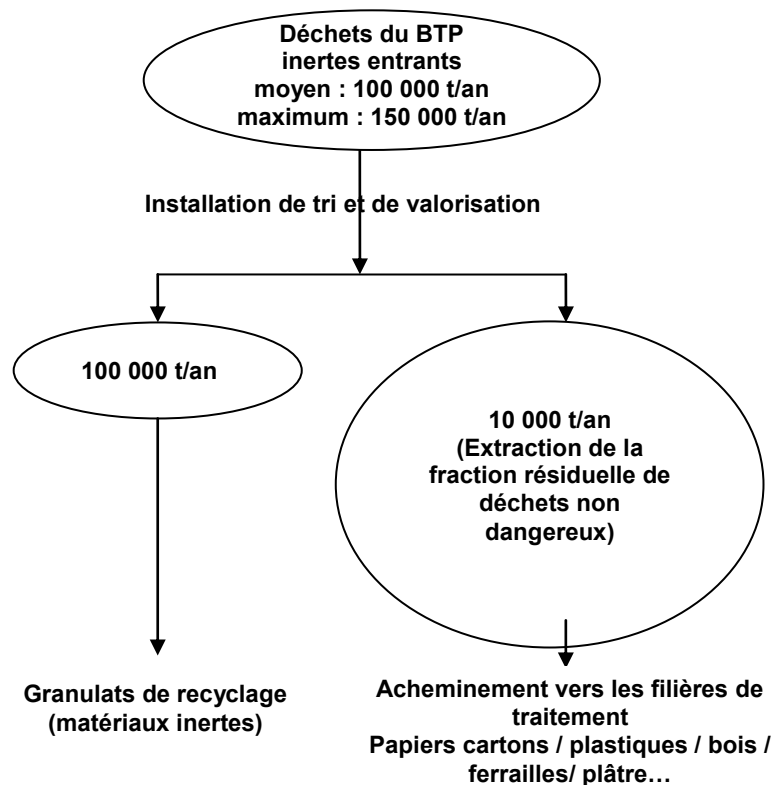 Déchets du BTP
inertes entrants
moyen : 100 000 t/an
maximum : 150 000 t/an
Installation de tri et de valorisation
100 000 t/an
10 000 t/an
(Extraction de la
fraction résiduelle de
déchets non
dangereux)
Granulats de recyclage
(matériaux inertes)
Acheminement vers les filières de
traitement
Papiers cartons / plastiques / bois /
ferrailles/ plâtre…